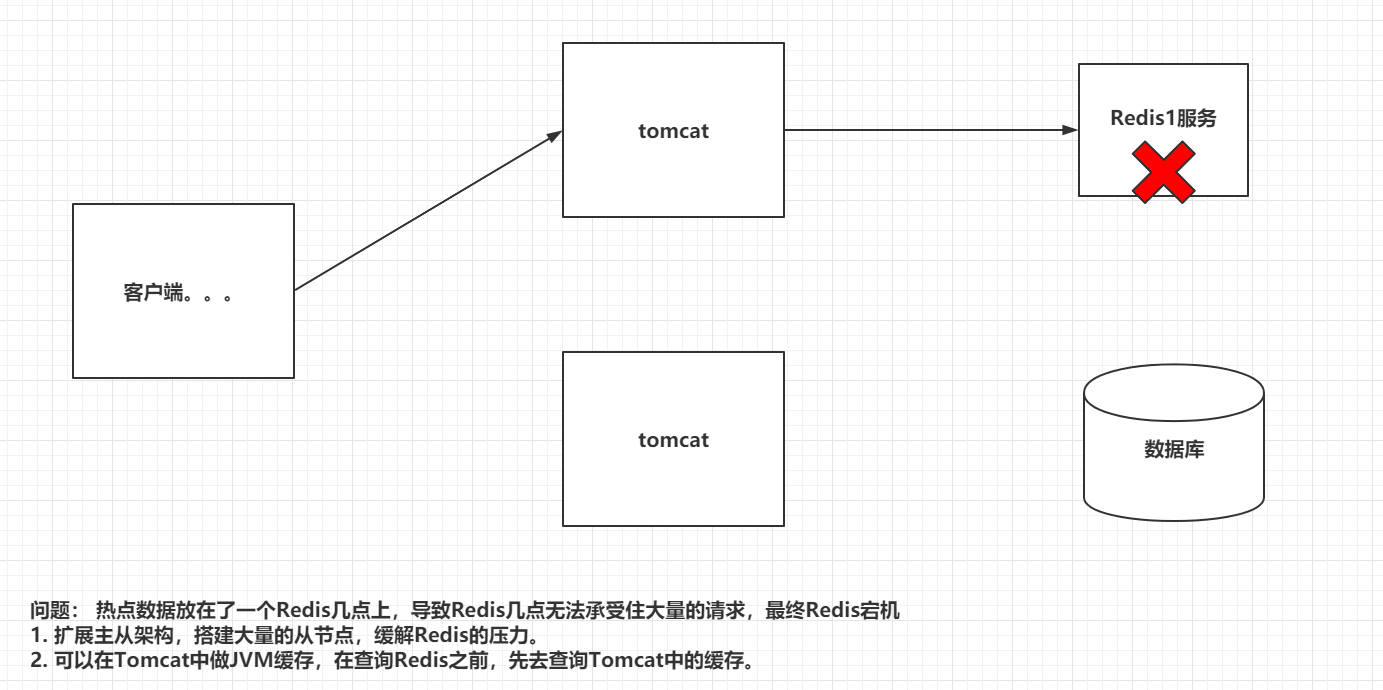 tomcat
Redis1服务
客户端。。。
tomcat
数据库
问题： 热点数据放在了一个Redis几点上，导致Redis几点无法承受住大量的请求，最终Redis宕机
1. 扩展主从架构，搭建大量的从节点，缓解Redis的压力。
2. 可以在Tomcat中做JVM缓存，在查询Redis之前，先去查询Tomcat中的缓存。